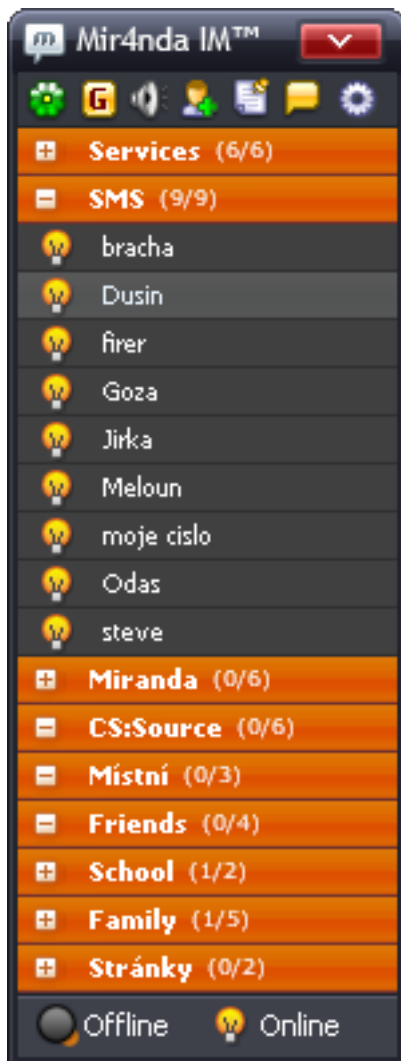 Mir4nda IM™
Services (6/6)
SMS (9/9)
bracha
Dusin
firer
Goza
Jirka
Meloun
moje cislo
Odas
steve
Miranda (0/6)
CS:Source (0/6)
Místní (0/3)
Friends (0/4)
School (1/2)
Family (1/5)
Stránky (0/2)
Offline Online